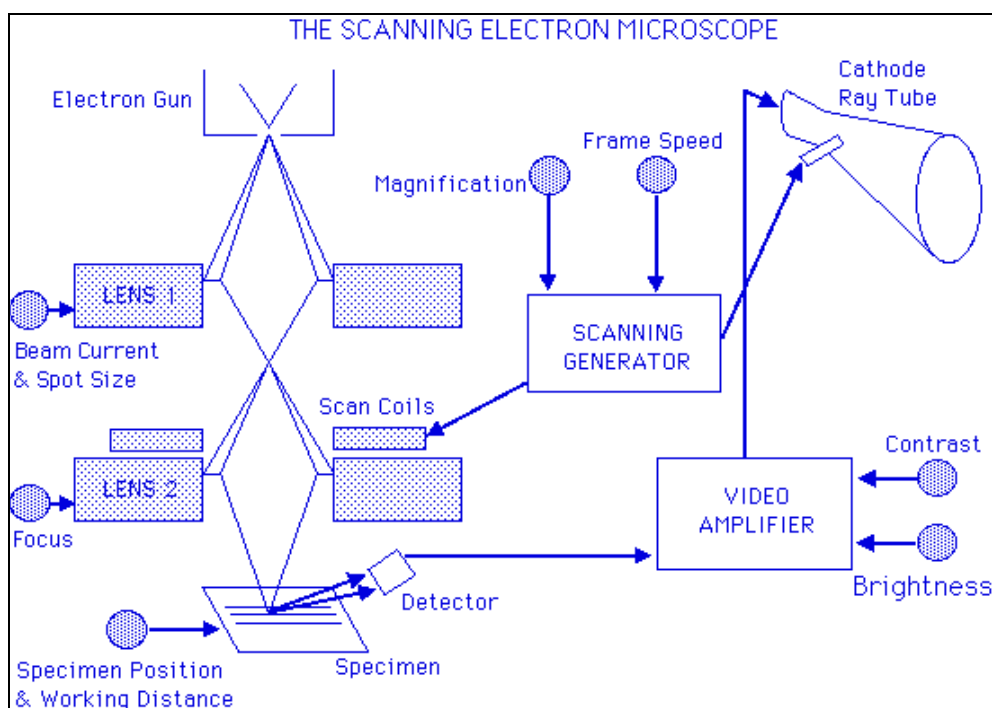 THE SCANNING ELECTRON MICROSCOPE
Electron Gun
Cathode
Ray Tube
Frame Speed
Magnification
LENS 1
Beam Current
& Spot Size
SCANNING
GENERATOR
Scan Coils
LENS 2
Focus
Contrast
VIDEO
AMPLIFIER
Brightness
Detector
Specimen
Specimen Position
& Working Distance